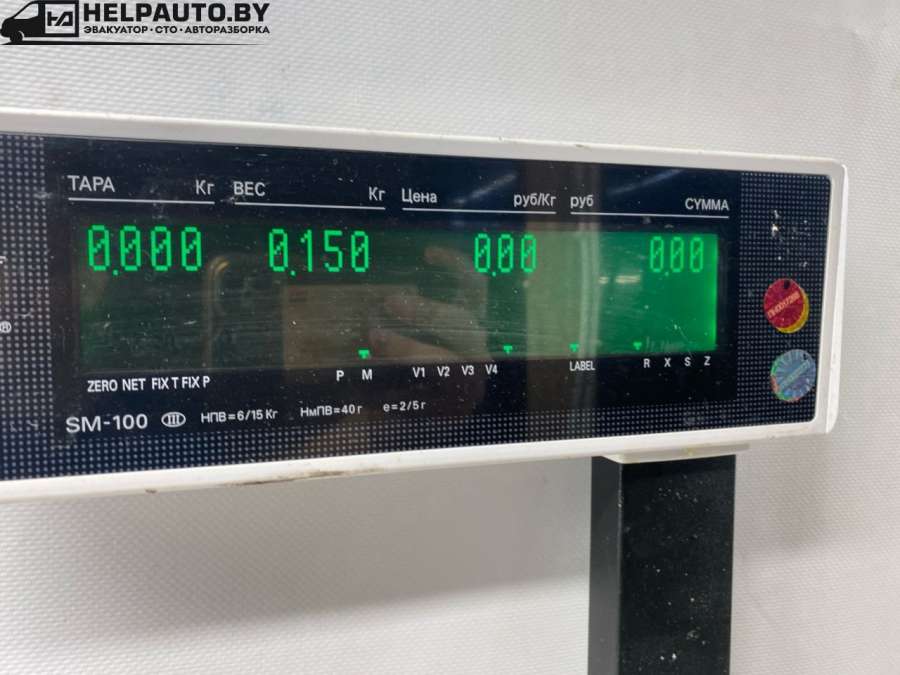 HELPAUTO.BY
ЭВАКУАТОР · СТО · АВТОРАЗБОРКА
ТАРА Кг ВЕС Кг Цена руб/Кг руб СУММА
0.000 0.150 0.00 0.00
P M V1 V2 V3 V4 LABEL R X S Z
ZERO NET FIX T FIX P
SM-100 III НПВ=6/15 Кг НмПВ=40 г e=2/5 г
®